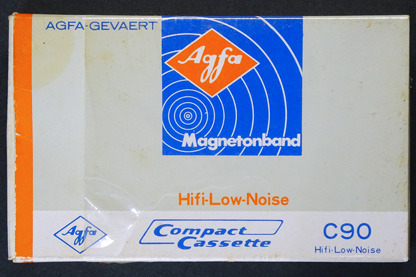 AGFA-GEVAERT
Agfa
Magnetonband
Hifi-Low-Noise
Agfa
Compact
Cassette
C90
Hifi-Low-Noise